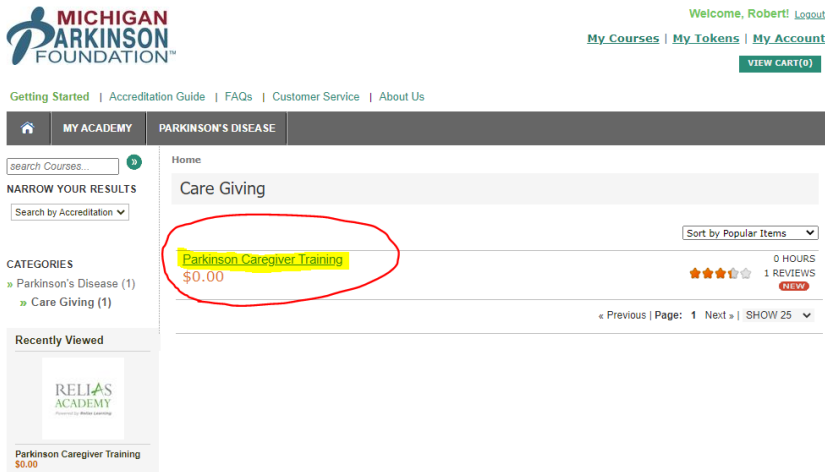 MICHIGAN
PARKINSON
FOUNDATION™
Welcome, Robert! Logout
My Courses | My Tokens | My Account
VIEW CART(0)
Getting Started | Accreditation Guide | FAQs | Customer Service | About Us
MY ACADEMY PARKINSON'S DISEASE
search Courses... »
Home
NARROW YOUR RESULTS
Care Giving
Search by Accreditation
Sort by Popular Items
Parkinson Caregiver Training
$0.00
0 HOURS
1 REVIEWS
NEW
CATEGORIES
» Parkinson's Disease (1)
» Care Giving (1)
« Previous | Page: 1 Next » | SHOW 25
Recently Viewed
RELIAS
ACADEMY
Powered by Relias Learning
Parkinson Caregiver Training
$0.00